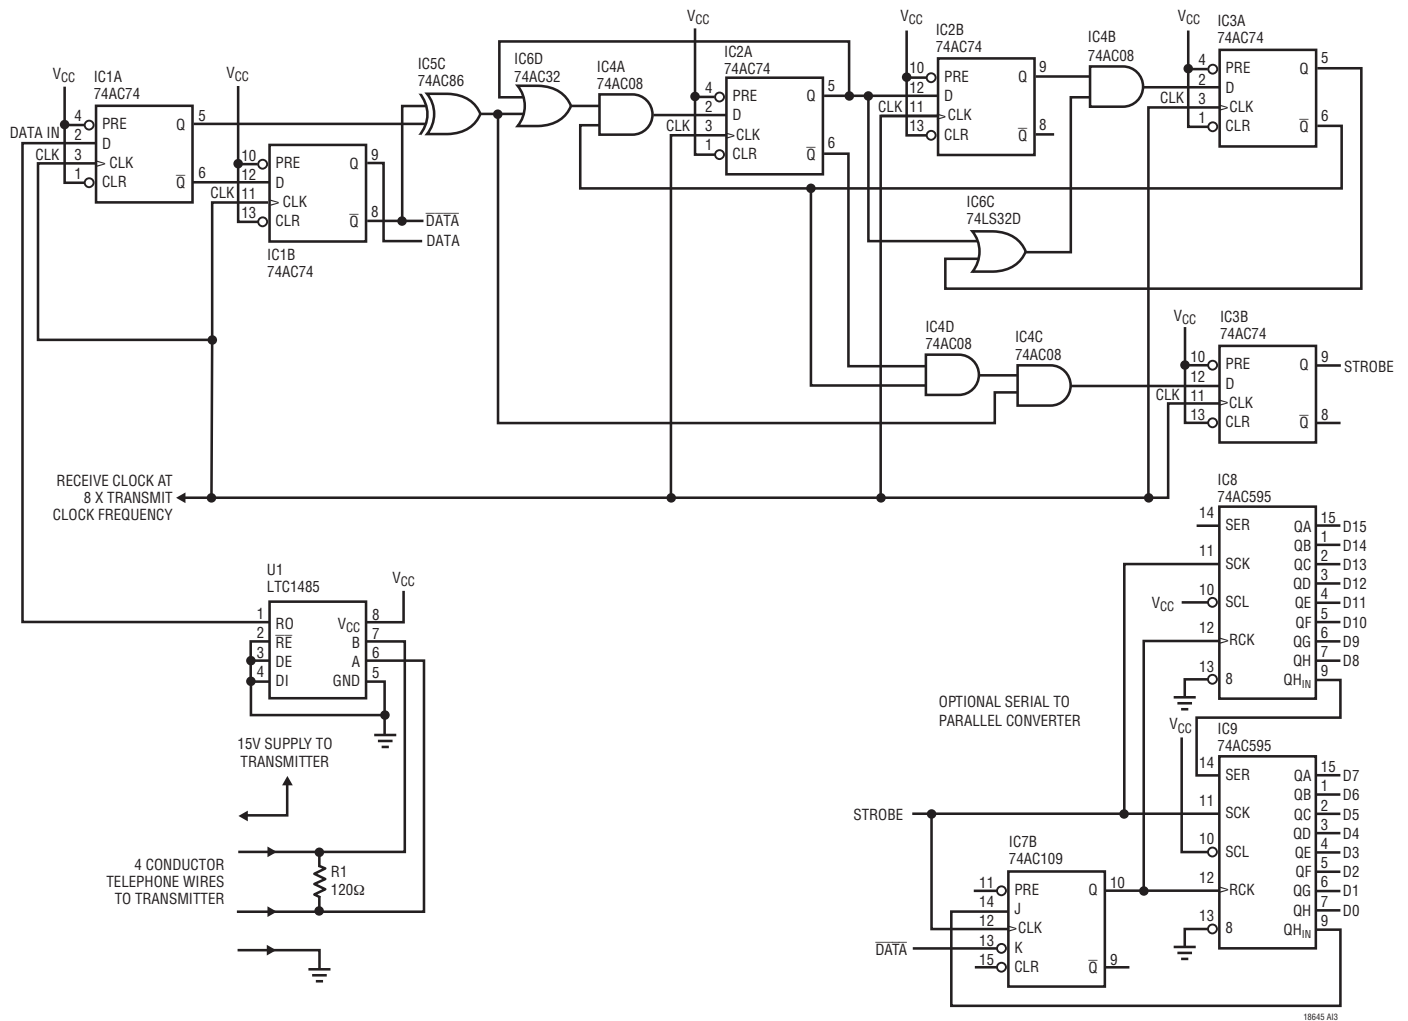 VCC
IC1A
74AC74
4 PRE Q 5
DATA IN 2 D
CLK 3 CLK
1 CLR Q̅ 6
VCC
10 PRE Q 9
12 D
CLK 11 CLK
13 CLR Q̅ 8
IC1B
74AC74
D̅A̅T̅A̅
DATA
IC5C
74AC86
IC6D
74AC32
IC4A
74AC08
VCC
IC2A
74AC74
4 PRE Q 5
2 D
CLK 3 CLK
1 CLR Q̅ 6
VCC
IC2B
74AC74
10 PRE Q 9
12 D
CLK 11 CLK
13 CLR Q̅ 8
IC4B
74AC08
VCC
IC3A
74AC74
4 PRE Q 5
2 D
CLK 3 CLK
1 CLR Q̅ 6
IC6C
74LS32D
IC4D
74AC08
IC4C
74AC08
VCC
IC3B
74AC74
10 PRE Q 9 STROBE
12 D
CLK 11 CLK
13 CLR Q̅ 8
RECEIVE CLOCK AT
8 X TRANSMIT
CLOCK FREQUENCY
U1
LTC1485
VCC
1 RO VCC 8
2 R̅E̅ B 7
3 DE A 6
4 DI GND 5
15V SUPPLY TO
TRANSMITTER
4 CONDUCTOR
TELEPHONE WIRES
TO TRANSMITTER
R1
120Ω
IC8
74AC595
14 SER QA 15 D15
QB 1 D14
11 SCK QC 2 D13
QD 3 D12
VCC 10 SCL QE 4 D11
QF 5 D10
12 RCK QG 6 D9
QH 7 D8
13 8 QHIN 9
OPTIONAL SERIAL TO
PARALLEL CONVERTER
VCC
IC9
74AC595
14 SER QA 15 D7
QB 1 D6
STROBE 11 SCK QC 2 D5
QD 3 D4
10 SCL QE 4 D3
QF 5 D2
12 RCK QG 6 D1
QH 7 D0
13 8 QHIN 9
IC7B
74AC109
11 PRE Q 10
14 J
12 CLK
D̅A̅T̅A̅ 13 K
15 CLR Q̅ 9
18645 AI3